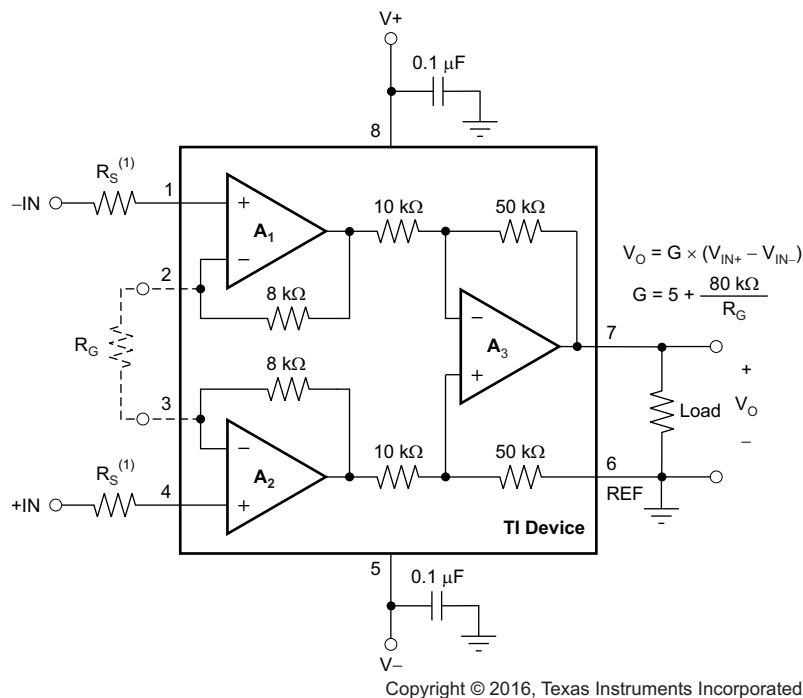 V+
0.1 μF
8
R_S^(1)
–IN
1
+
A_1
–
10 kΩ
50 kΩ
V_O = G × (V_IN+ – V_IN–)
G = 5 + 80 kΩ / R_G
2
8 kΩ
R_G
8 kΩ
–
A_3
+
7
+
Load
V_O
–
3
R_S^(1)
+IN
4
–
A_2
+
10 kΩ
50 kΩ
6
REF
TI Device
5
0.1 μF
V–
Copyright © 2016, Texas Instruments Incorporated